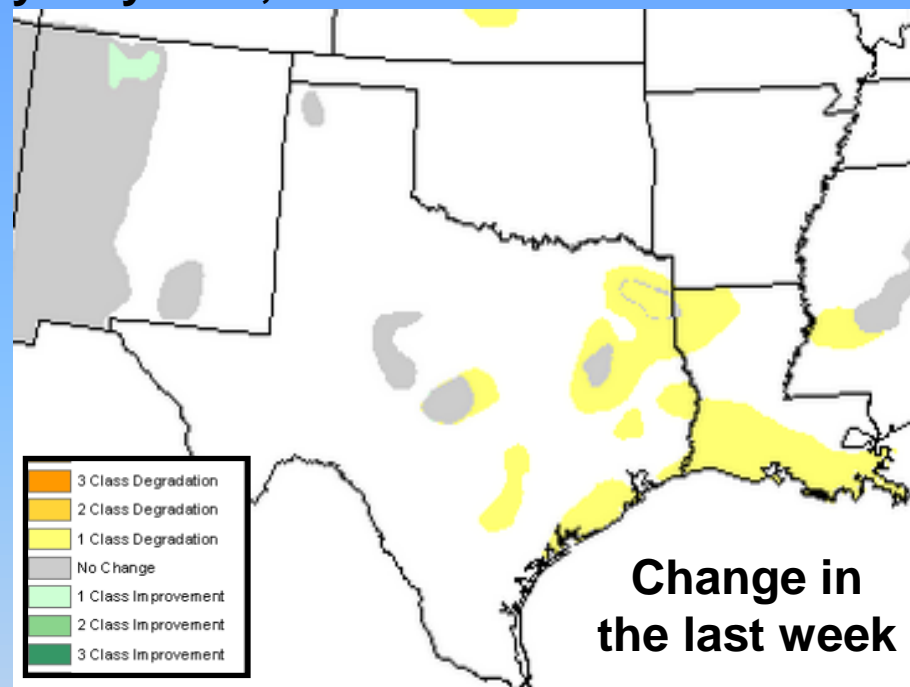 3 Class Degradation
2 Class Degradation
1 Class Degradation
No Change
1 Class Improvement
2 Class Improvement
3 Class Improvement
Change in
the last week